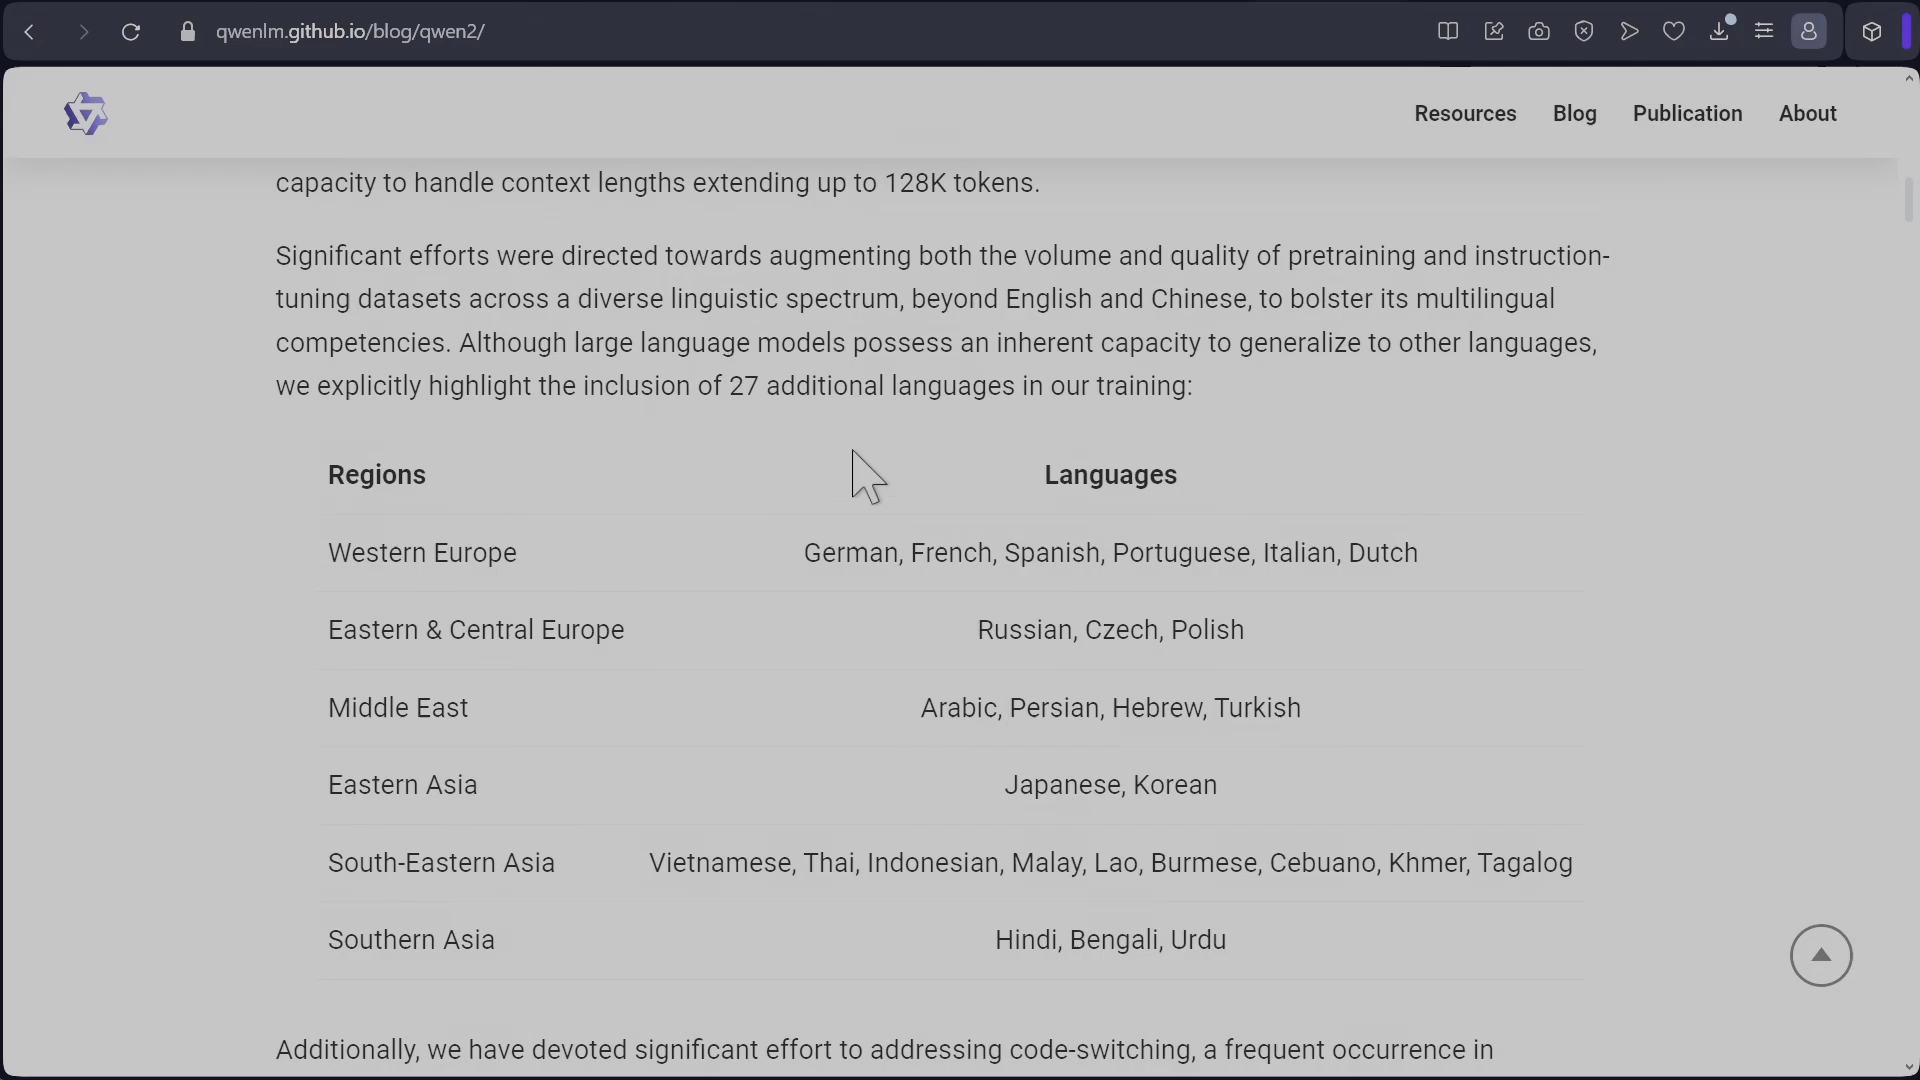 qwenlm.github.io/blog/qwen2/
Resources Blog Publication About
capacity to handle context lengths extending up to 128K tokens.
Significant efforts were directed towards augmenting both the volume and quality of pretraining and instruction-
tuning datasets across a diverse linguistic spectrum, beyond English and Chinese, to bolster its multilingual
competencies. Although large language models possess an inherent capacity to generalize to other languages,
we explicitly highlight the inclusion of 27 additional languages in our training:
Regions Languages
Western Europe German, French, Spanish, Portuguese, Italian, Dutch
Eastern & Central Europe Russian, Czech, Polish
Middle East Arabic, Persian, Hebrew, Turkish
Eastern Asia Japanese, Korean
South-Eastern Asia Vietnamese, Thai, Indonesian, Malay, Lao, Burmese, Cebuano, Khmer, Tagalog
Southern Asia Hindi, Bengali, Urdu
Additionally, we have devoted significant effort to addressing code-switching, a frequent occurrence in